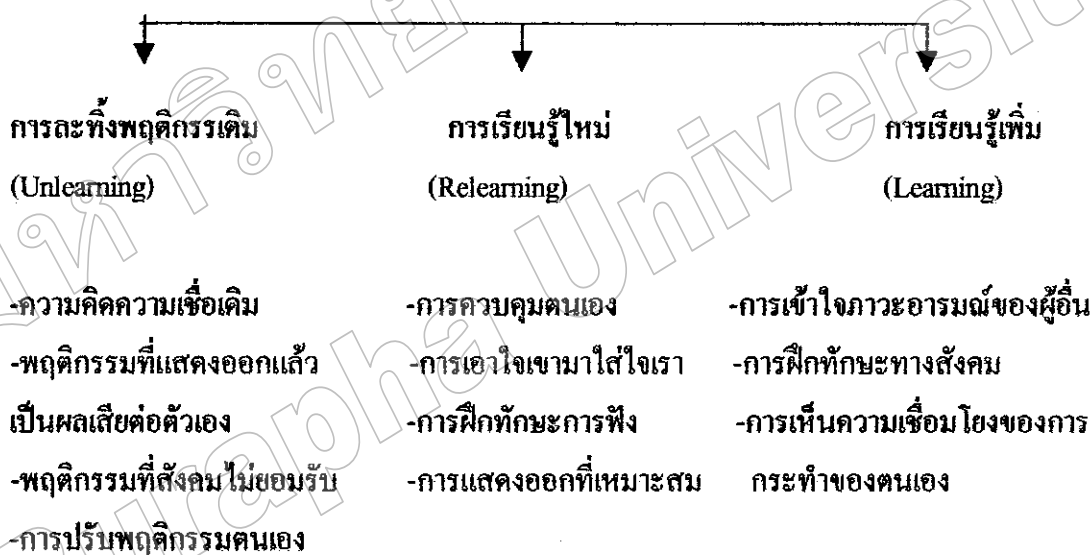 การละทิ้งพฤติกรรเดิม
(Unlearning)
-ความคิดความเชื่อเดิม
-พฤติกรรมที่แสดงออกแล้ว
เป็นผลเสียต่อตัวเอง
-พฤติกรรมที่สังคมไม่ยอมรับ
-การปรับพฤติกรรมตนเอง
การเรียนรู้ใหม่
(Relearning)
-การควบคุมตนเอง
-การเอาใจเขามาใส่ใจเรา
-การฝึกทักษะการฟัง
-การแสดงออกที่เหมาะสม
การเรียนรู้เพิ่ม
(Learning)
-การเข้าใจภาวะอารมณ์ของผู้อื่น
-การฝึกทักษะทางสังคม
-การเห็นความเชื่อมโยงของการ
กระทำของตนเอง
Burapha University